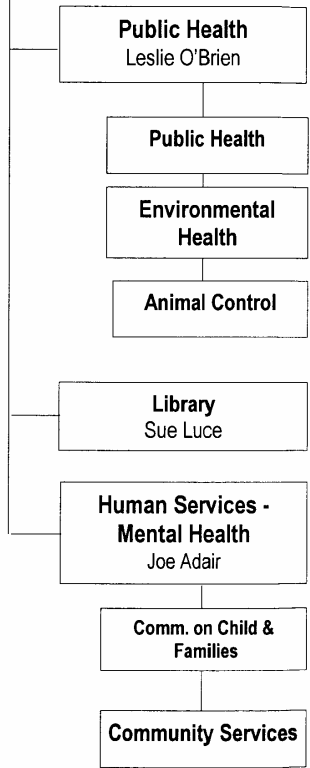 Public Health
Leslie O'Brien
Public Health
Environmental
Health
Animal Control
Library
Sue Luce
Human Services -
Mental Health
Joe Adair
Comm. on Child &
Families
Community Services